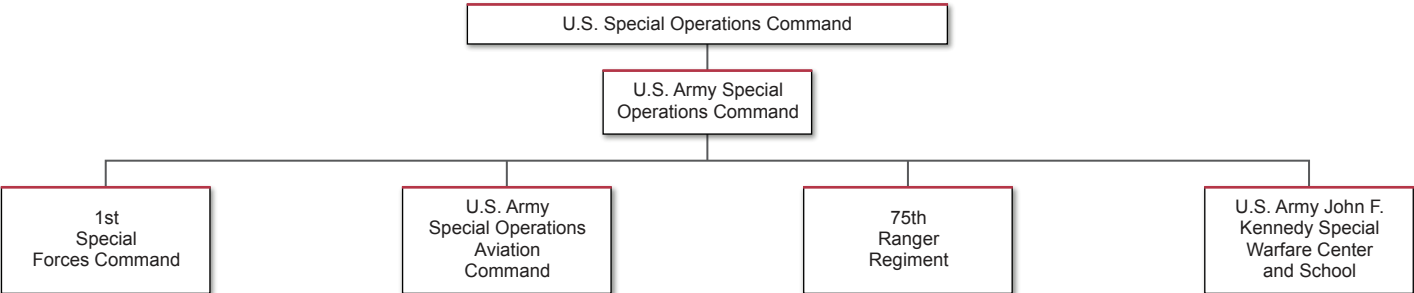 U.S. Special Operations Command
U.S. Army Special
Operations Command
1st
Special
Forces Command
U.S. Army
Special Operations
Aviation
Command
75th
Ranger
Regiment
U.S. Army John F.
Kennedy Special
Warfare Center
and School